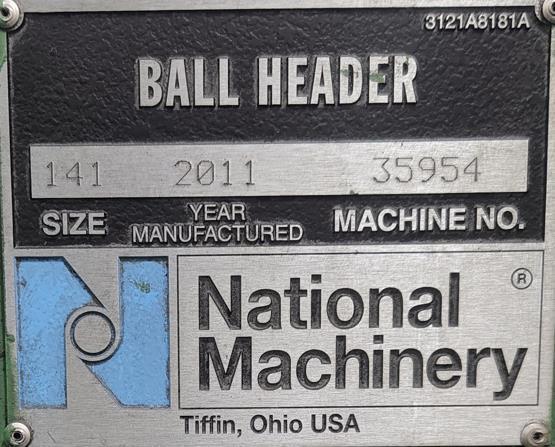 3121A8181A
BALL HEADER
141 2011 35954
SIZE YEAR MANUFACTURED MACHINE NO.
National ®
Machinery
Tiffin, Ohio USA